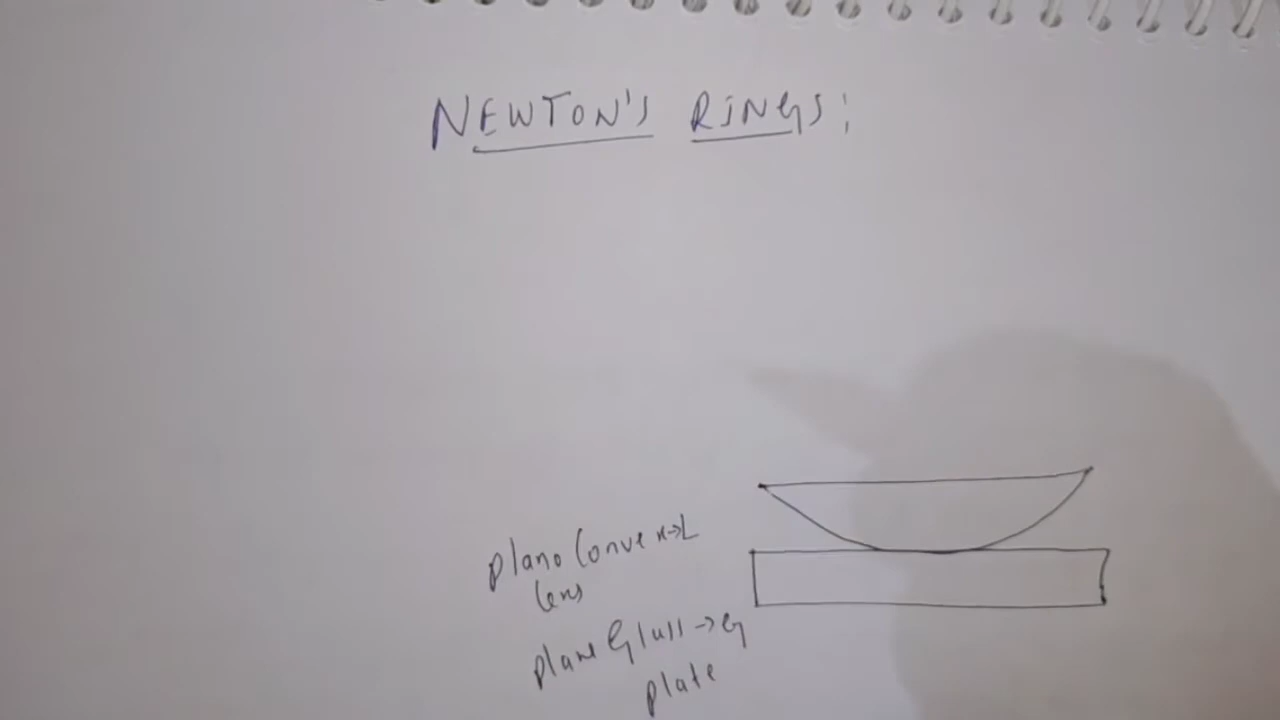 NEWTON'S RINGS:
plano Convex→L
lens
plane Glass→G
plate